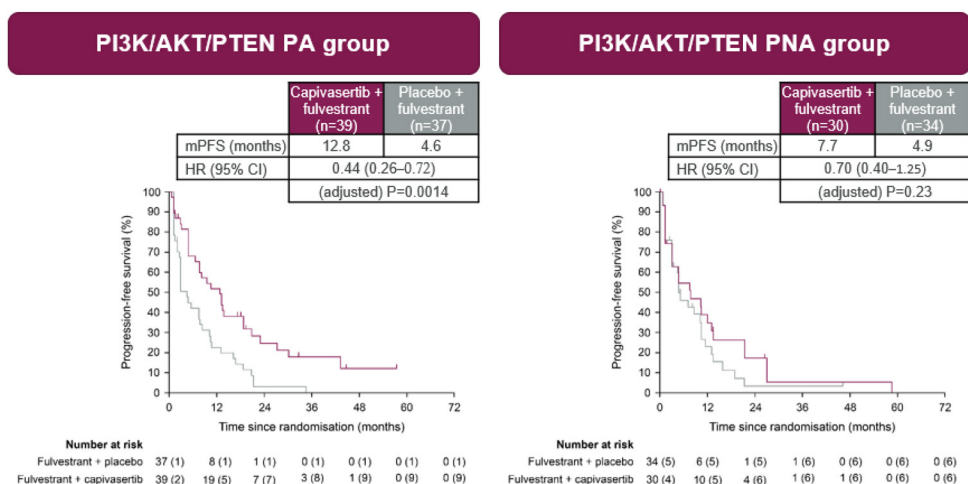 PI3K/AKT/PTEN PA group
Capivasertib + fulvestrant (n=39)
Placebo + fulvestrant (n=37)
mPFS (months) 12.8 4.6
HR (95% CI) 0.44 (0.26–0.72)
(adjusted) P=0.0014
Progression-free survival (%)
100
90
80
70
60
50
40
30
20
10
0
0 12 24 36 48 60 72
Time since randomisation (months)
Number at risk
Fulvestrant + placebo 37 (1) 8 (1) 1 (1) 0 (1) 0 (1) 0 (1) 0 (1)
Fulvestrant + capivasertib 39 (2) 19 (5) 7 (7) 3 (8) 1 (9) 0 (9) 0 (9)
PI3K/AKT/PTEN PNA group
Capivasertib + fulvestrant (n=30)
Placebo + fulvestrant (n=34)
mPFS (months) 7.7 4.9
HR (95% CI) 0.70 (0.40–1.25)
(adjusted) P=0.23
Progression-free survival (%)
100
90
80
70
60
50
40
30
20
10
0
0 12 24 36 48 60 72
Time since randomisation (months)
Number at risk
Fulvestrant + placebo 34 (5) 6 (5) 1 (5) 1 (6) 0 (6) 0 (6) 0 (6)
Fulvestrant + capivasertib 30 (4) 10 (5) 4 (6) 1 (6) 1 (6) 0 (6) 0 (6)